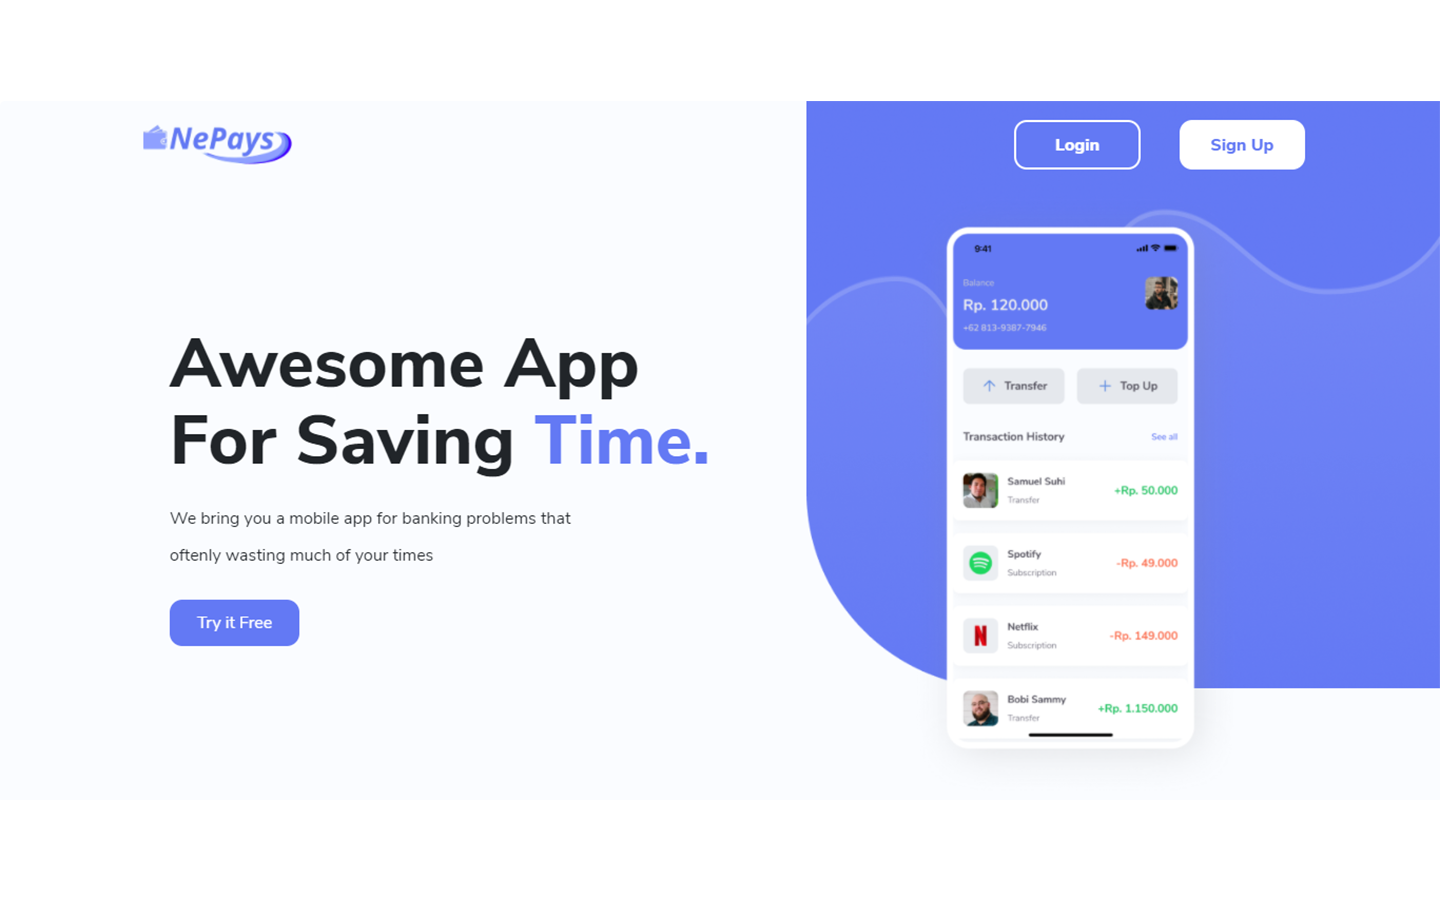 NePays
Login
Sign Up
Awesome App
For Saving Time.
We bring you a mobile app for banking problems that
oftenly wasting much of your times
Try it Free
9:41
Balance
Rp. 120.000
+62 813-9387-7946
Transfer
Top Up
Transaction History
See all
Samuel Suhi
Transfer
+Rp. 50.000
Spotify
Subscription
-Rp. 49.000
N
Netflix
Subscription
-Rp. 149.000
Bobi Sammy
Transfer
+Rp. 1.150.000